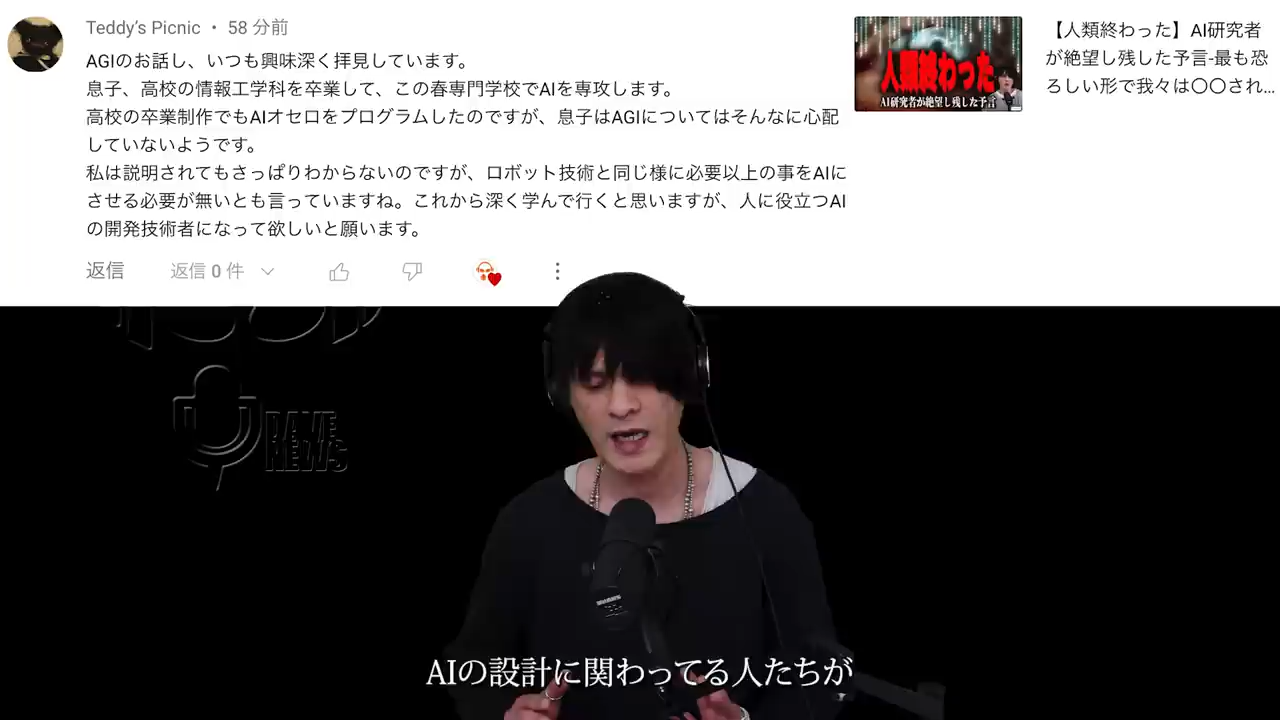 Teddy's Picnic ・ 58 分前
AGIのお話し、いつも興味深く拝見しています。
息子、高校の情報工学科を卒業して、この春専門学校でAIを専攻します。
高校の卒業制作でもAIオセロをプログラムしたのですが、息子はAGIについてはそんなに心配
していないようです。
私は説明されてもさっぱりわからないのですが、ロボット技術と同じ様に必要以上の事をAIに
させる必要が無いとも言っていますね。これから深く学んで行くと思いますが、人に役立つAI
の開発技術者になって欲しいと願います。
返信 返信 0 件
人類終わった
AI研究者が絶望し残した予言
【人類終わった】AI研究者
が絶望し残した予言-最も恐
ろしい形で我々は〇〇され...
RAVE
NEWS
AIの設計に関わってる人たちが